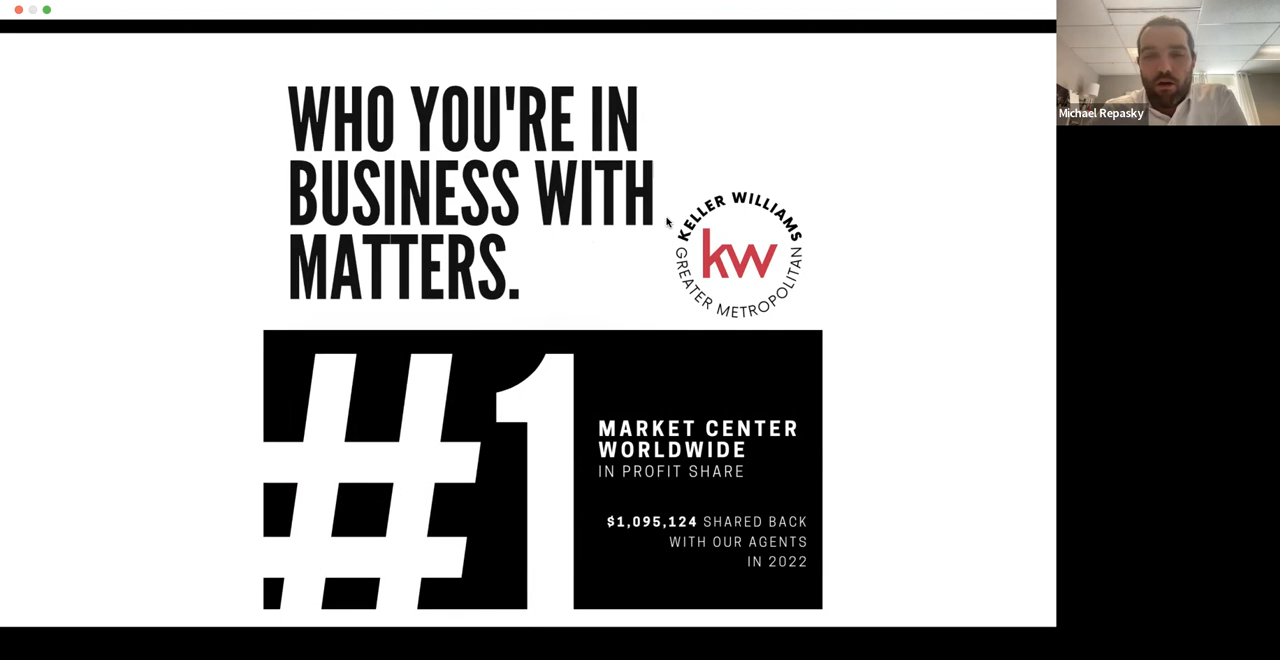 WHO YOU'RE IN
BUSINESS WITH
MATTERS.
KELLER WILLIAMS
kw
GREATER METROPOLITAN
#1
MARKET CENTER
WORLDWIDE
IN PROFIT SHARE
$1,095,124 SHARED BACK
WITH OUR AGENTS
IN 2022
Michael Repasky